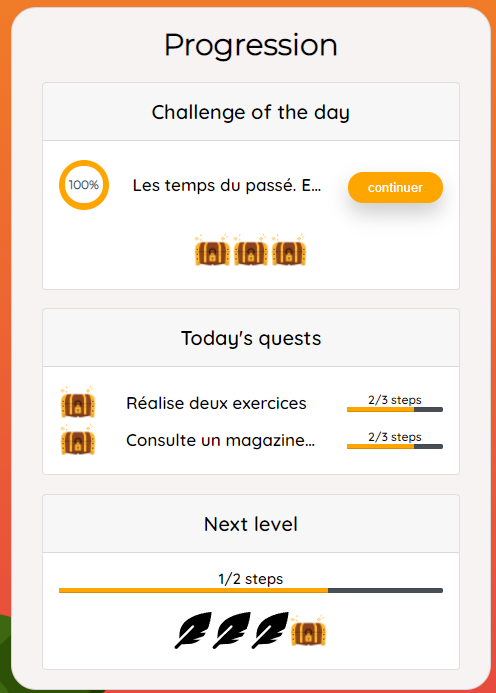 Progression
Challenge of the day
100%
Les temps du passé. E...
continuer
Today's quests
Réalise deux exercices
2/3 steps
Consulte un magazine...
2/3 steps
Next level
1/2 steps